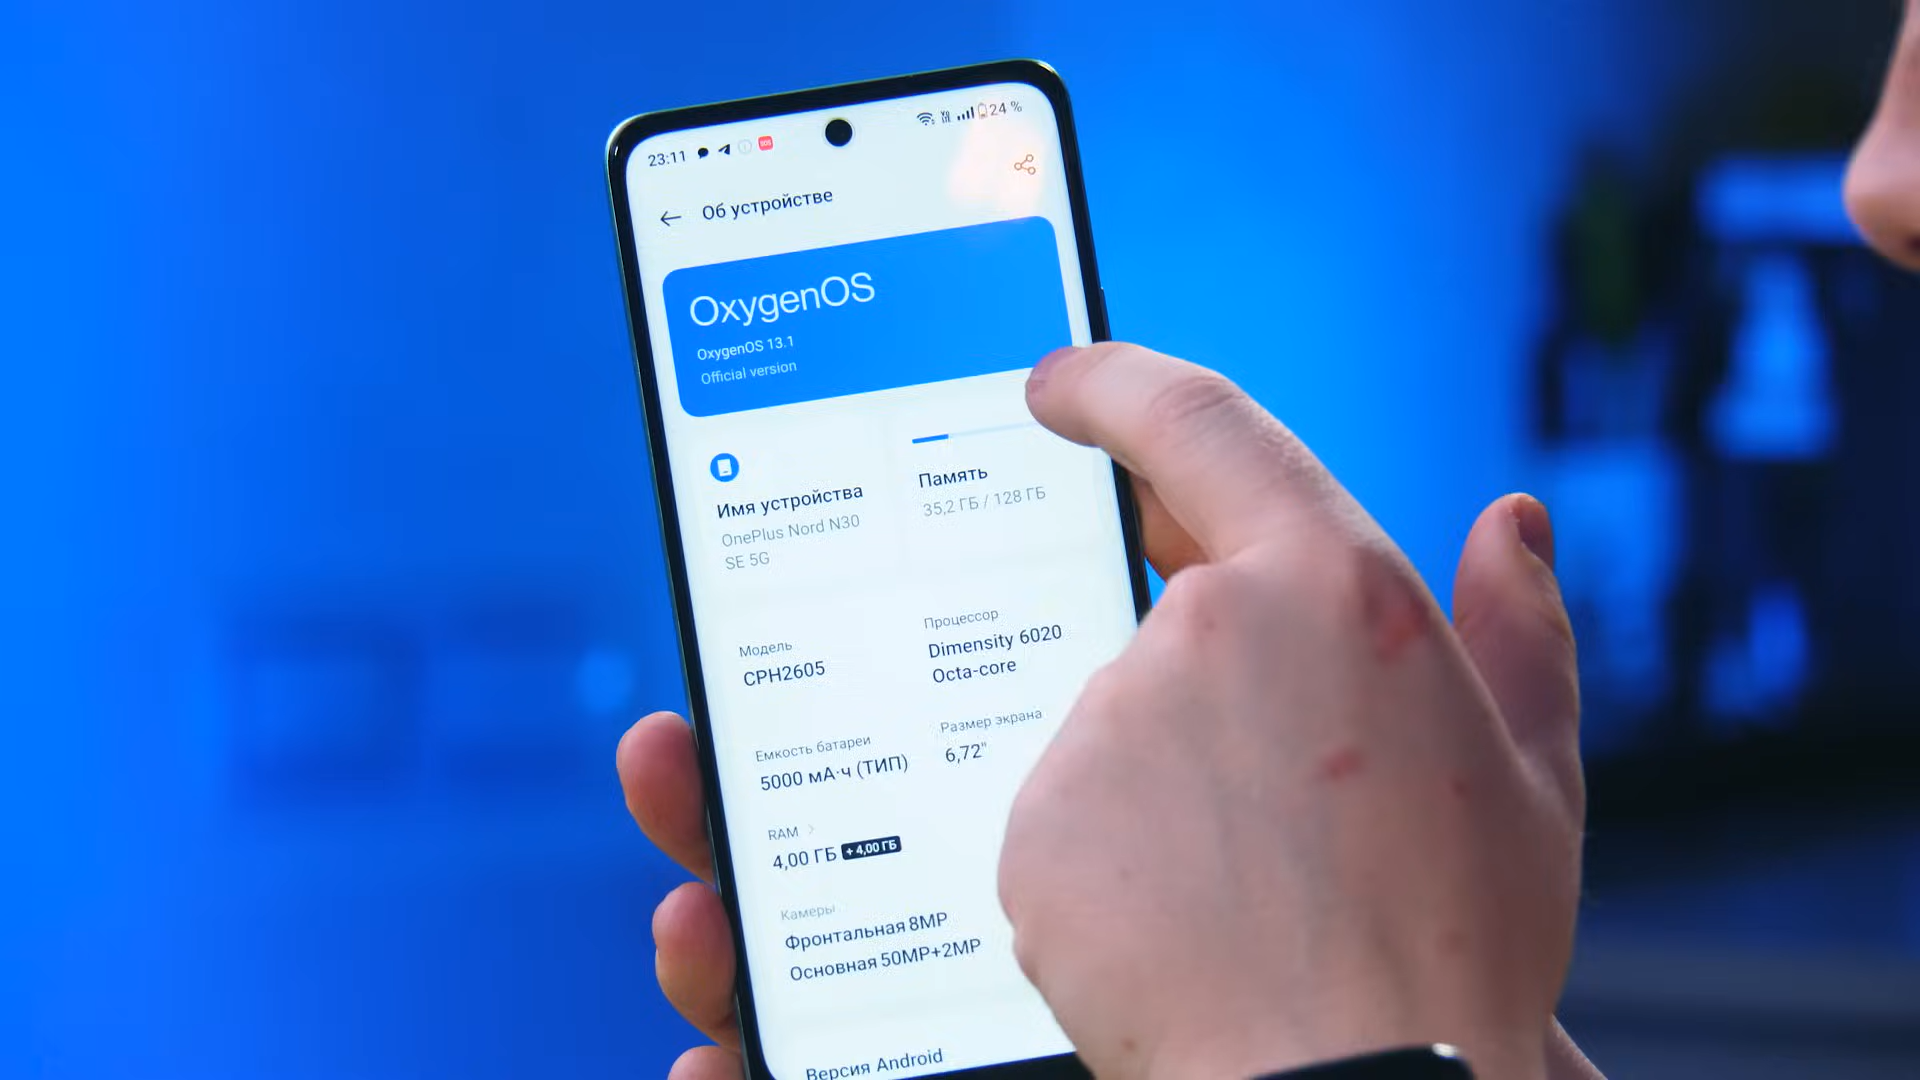 23:11
24 %
Об устройстве
OxygenOS
OxygenOS 13.1
Official version
Имя устройства
OnePlus Nord N30
SE 5G
Память
35,2 ГБ / 128 ГБ
Модель
CPH2605
Процессор
Dimensity 6020
Octa-core
Емкость батареи
5000 мА·ч (ТИП)
Размер экрана
6,72"
RAM
4,00 ГБ + 4,00 ГБ
Камеры
Фронтальная 8MP
Основная 50MP+2MP
Версия Android